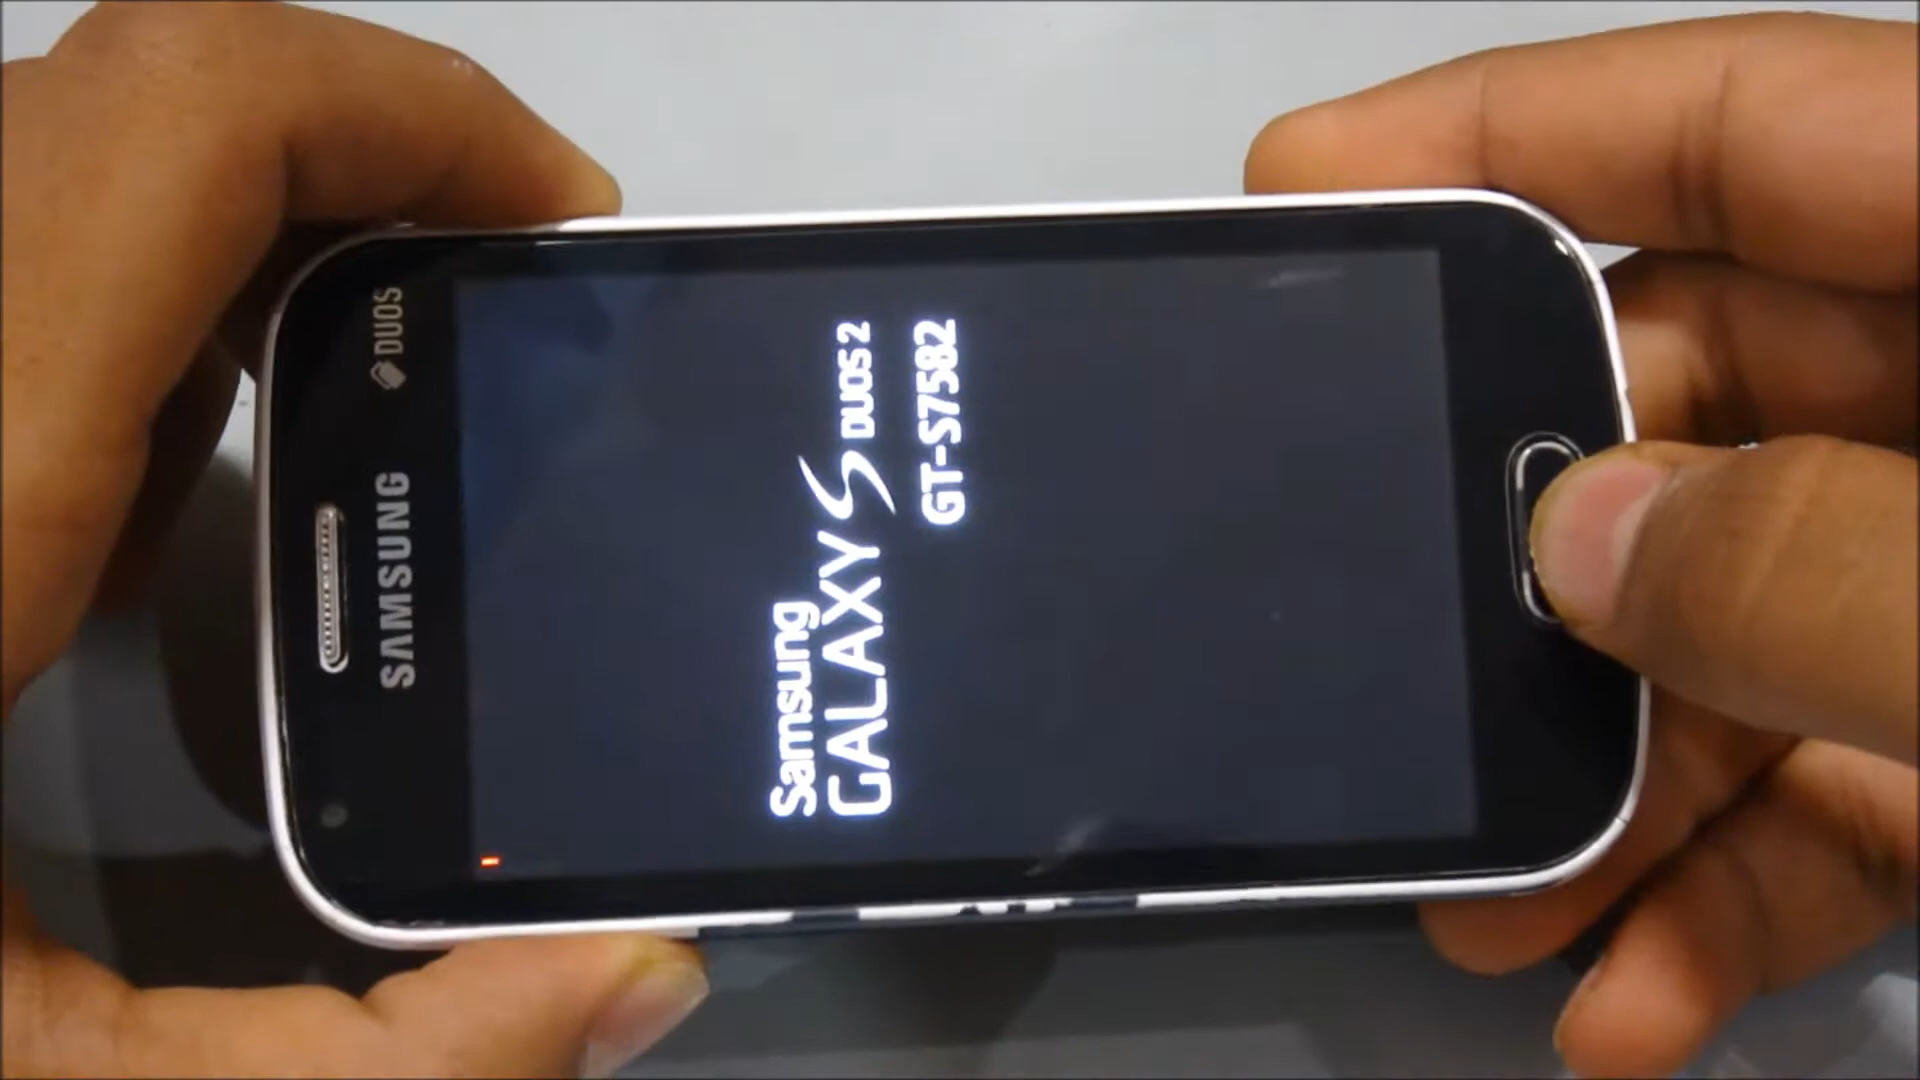 DUOS
SAMSUNG
Samsung
GALAXY S DUOS 2
GT-S7582